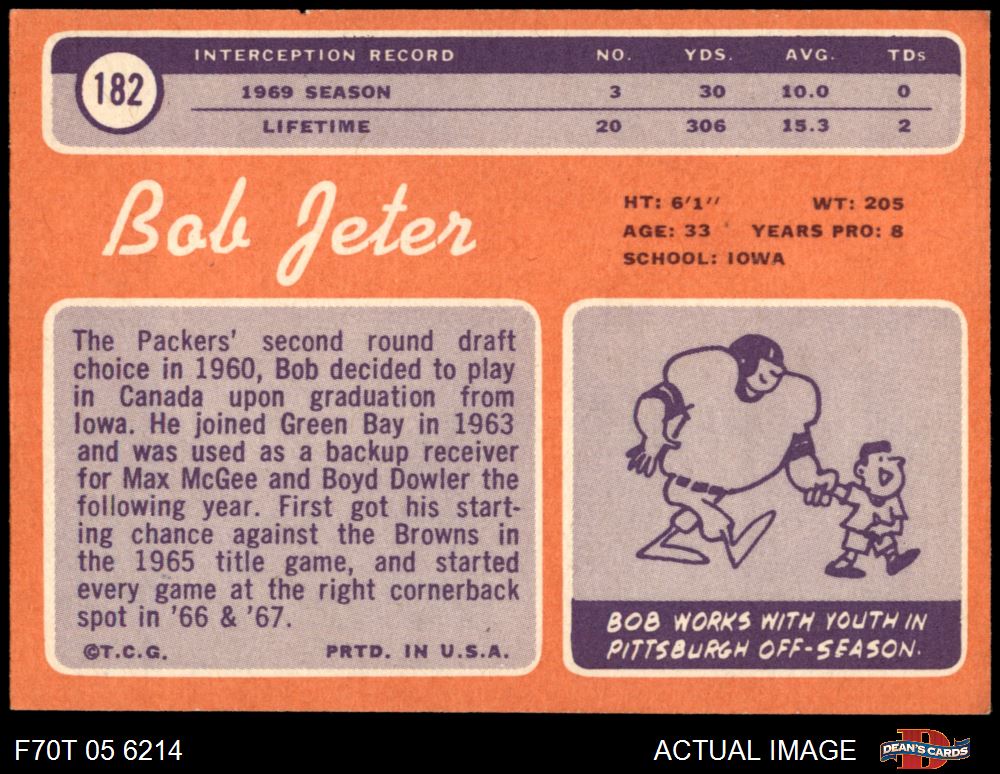 182
INTERCEPTION RECORD NO. YDS. AVG. TDs
1969 SEASON 3 30 10.0 0
LIFETIME 20 306 15.3 2
Bob Jeter
HT: 6'1" WT: 205
AGE: 33 YEARS PRO: 8
SCHOOL: IOWA
The Packers' second round draft
choice in 1960, Bob decided to play
in Canada upon graduation from
Iowa. He joined Green Bay in 1963
and was used as a backup receiver
for Max McGee and Boyd Dowler the
following year. First got his start-
ing chance against the Browns in
the 1965 title game, and started
every game at the right cornerback
spot in '66 & '67.
©T.C.G. PRTD. IN U.S.A.
BOB WORKS WITH YOUTH IN
PITTSBURGH OFF-SEASON.
F70T 05 6214 ACTUAL IMAGE
DEAN'S CARDS